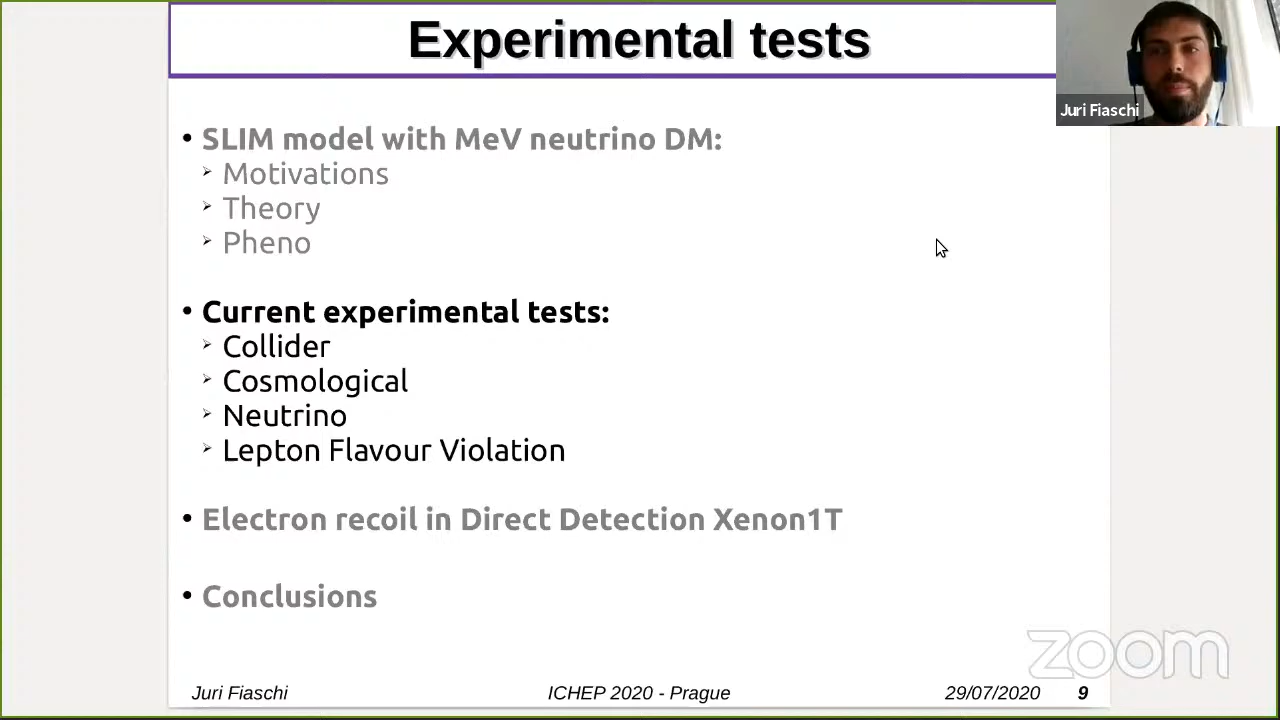 Experimental tests
Juri Fiaschi
• SLIM model with MeV neutrino DM:
➢ Motivations
➢ Theory
➢ Pheno
• Current experimental tests:
➢ Collider
➢ Cosmological
➢ Neutrino
➢ Lepton Flavour Violation
• Electron recoil in Direct Detection Xenon1T
• Conclusions
zoom
Juri Fiaschi ICHEP 2020 - Prague 29/07/2020 9